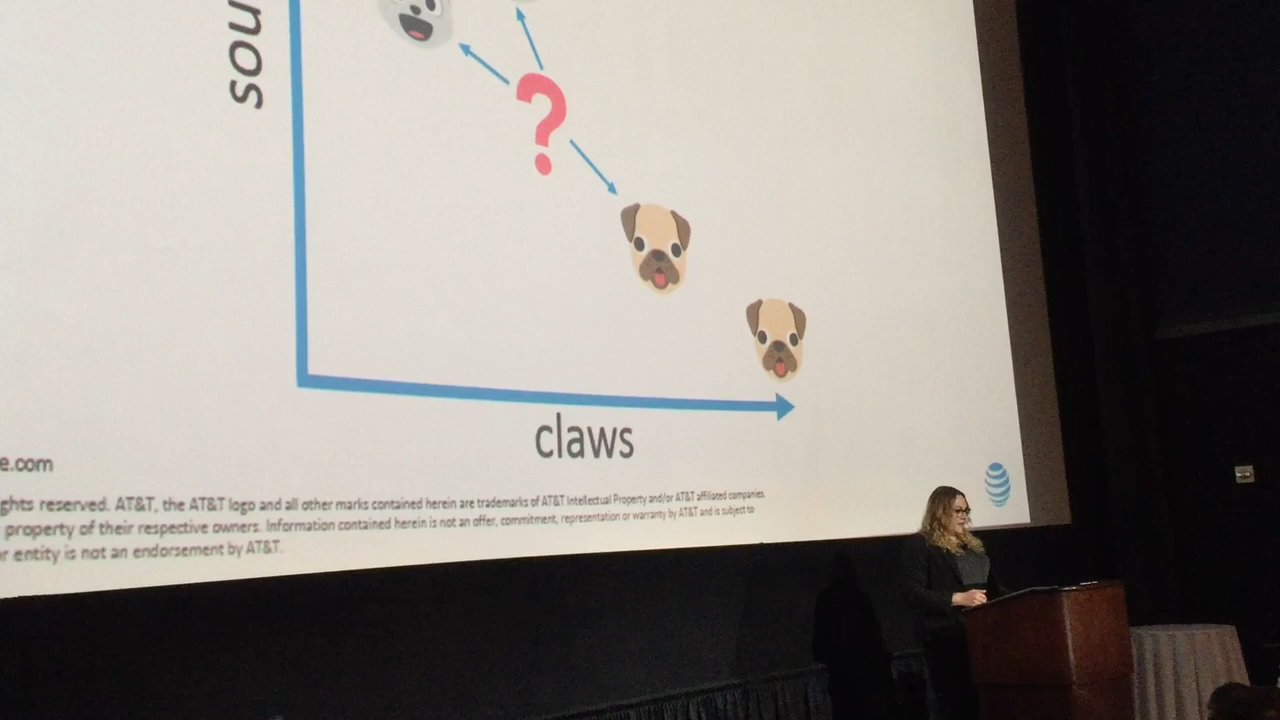 sou
?
claws
e.com
ghts reserved. AT&T, the AT&T logo and all other marks contained herein are trademarks of AT&T Intellectual Property and/or AT&T affiliated companies.
property of their respective owners. Information contained herein is not an offer, commitment, representation or warranty by AT&T and is subject to
r entity is not an endorsement by AT&T.